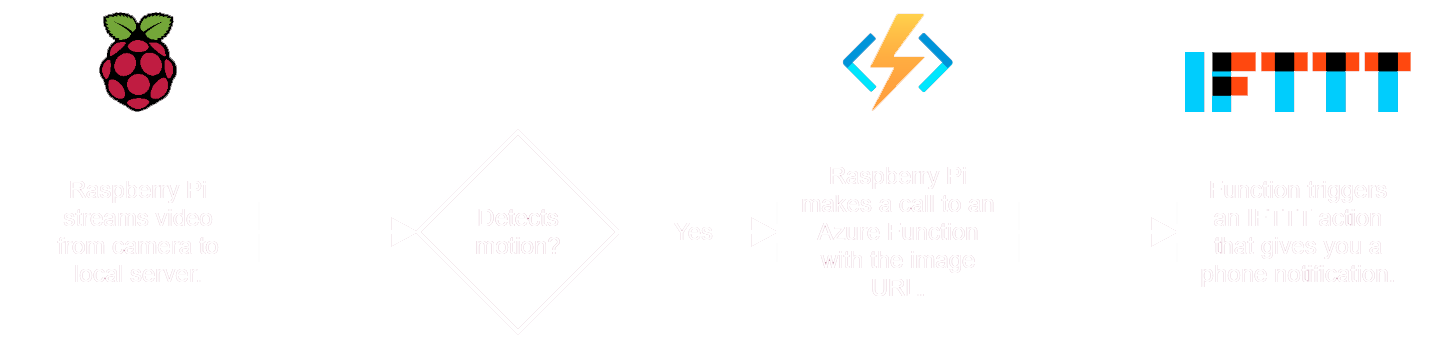 IFTTT
Raspberry Pi
streams video
from camera to
local server.
Detects
motion?
Yes
Raspberry Pi
makes a call to an
Azure Function
with the image
URL.
Function triggers
an IFTTT action
that gives you a
phone notification.